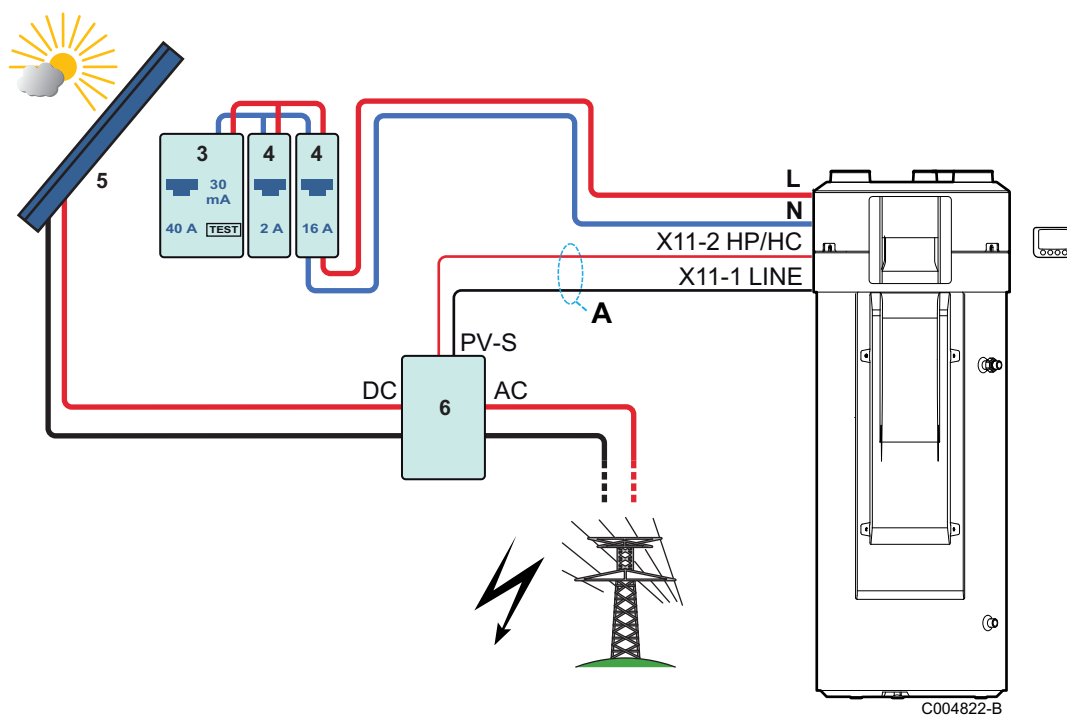 5
3
30
mA
40 A
TEST
4
2 A
4
16 A
L
N
X11-2 HP/HC
X11-1 LINE
A
PV-S
DC
6
AC
C004822-B